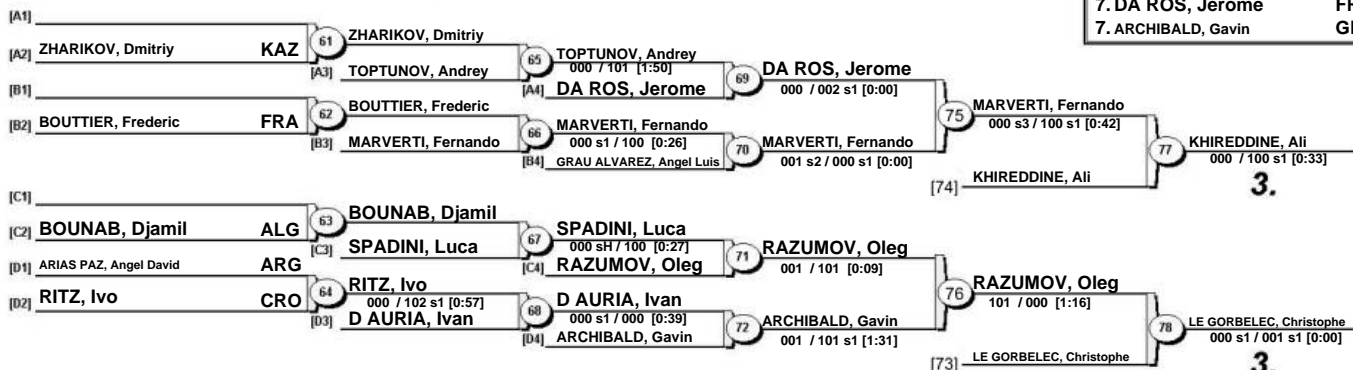 7. DA ROS, Jerome
7. ARCHIBALD, Gavin
[A1]
[A2] ZHARIKOV, Dmitriy KAZ
61 ZHARIKOV, Dmitriy
[A3] TOPTUNOV, Andrey
65 TOPTUNOV, Andrey
000 / 101 [1:50]
[A4] DA ROS, Jerome
69 DA ROS, Jerome
000 / 002 s1 [0:00]
[B1]
[B2] BOUTTIER, Frederic FRA
62 BOUTTIER, Frederic
[B3] MARVERTI, Fernando
66 MARVERTI, Fernando
000 s1 / 100 [0:26]
[B4] GRAU ALVAREZ, Angel Luis
70 MARVERTI, Fernando
001 s2 / 000 s1 [0:00]
75 MARVERTI, Fernando
000 s3 / 100 s1 [0:42]
[74] KHIREDDINE, Ali
77 KHIREDDINE, Ali
000 / 100 s1 [0:33]
3.
[C1]
[C2] BOUNAB, Djamil ALG
63 BOUNAB, Djamil
[C3] SPADINI, Luca
67 SPADINI, Luca
000 sH / 100 [0:27]
[C4] RAZUMOV, Oleg
71 RAZUMOV, Oleg
001 / 101 [0:09]
[D1] ARIAS PAZ, Angel David ARG
[D2] RITZ, Ivo CRO
64 RITZ, Ivo
000 / 102 s1 [0:57]
[D3] D AURIA, Ivan
68 D AURIA, Ivan
000 s1 / 000 [0:39]
[D4] ARCHIBALD, Gavin
72 ARCHIBALD, Gavin
001 / 101 s1 [1:31]
76 RAZUMOV, Oleg
101 / 000 [1:16]
[73] LE GORBELEC, Christophe
78 LE GORBELEC, Christophe
000 s1 / 001 s1 [0:00]
3.